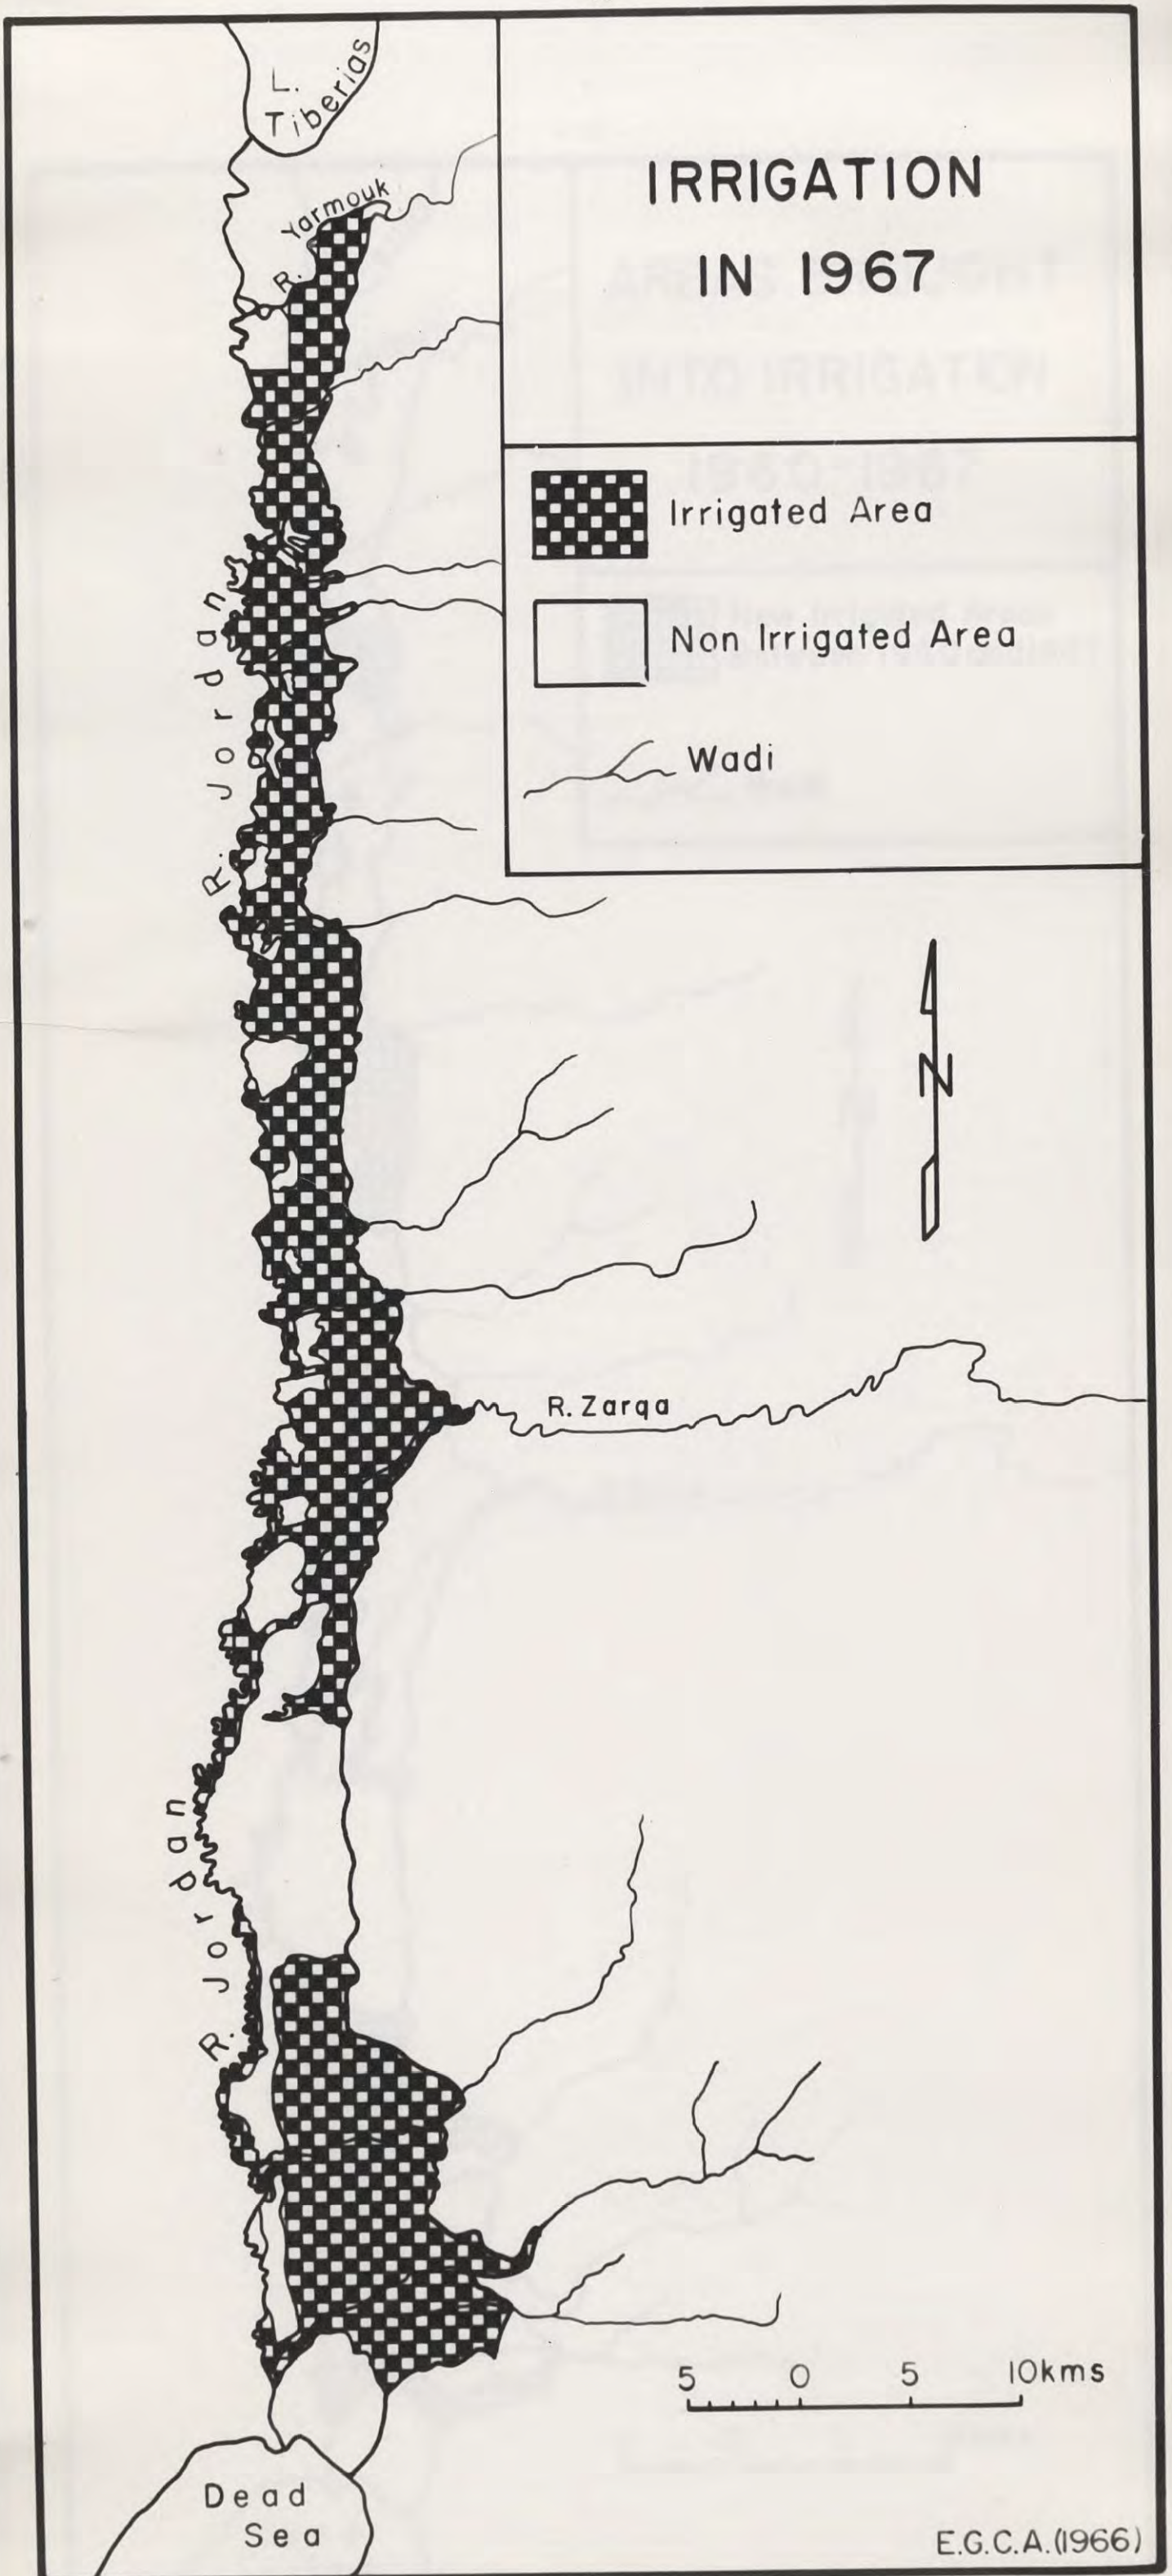 L.
Tiberias
R. Yarmouk
IRRIGATION
IN 1967
Irrigated Area
Non Irrigated Area
Wadi
R. Jordan
N
R. Zarqa
R. Jordan
5 0 5 10kms
Dead
Sea
E.G.C.A.(1966)